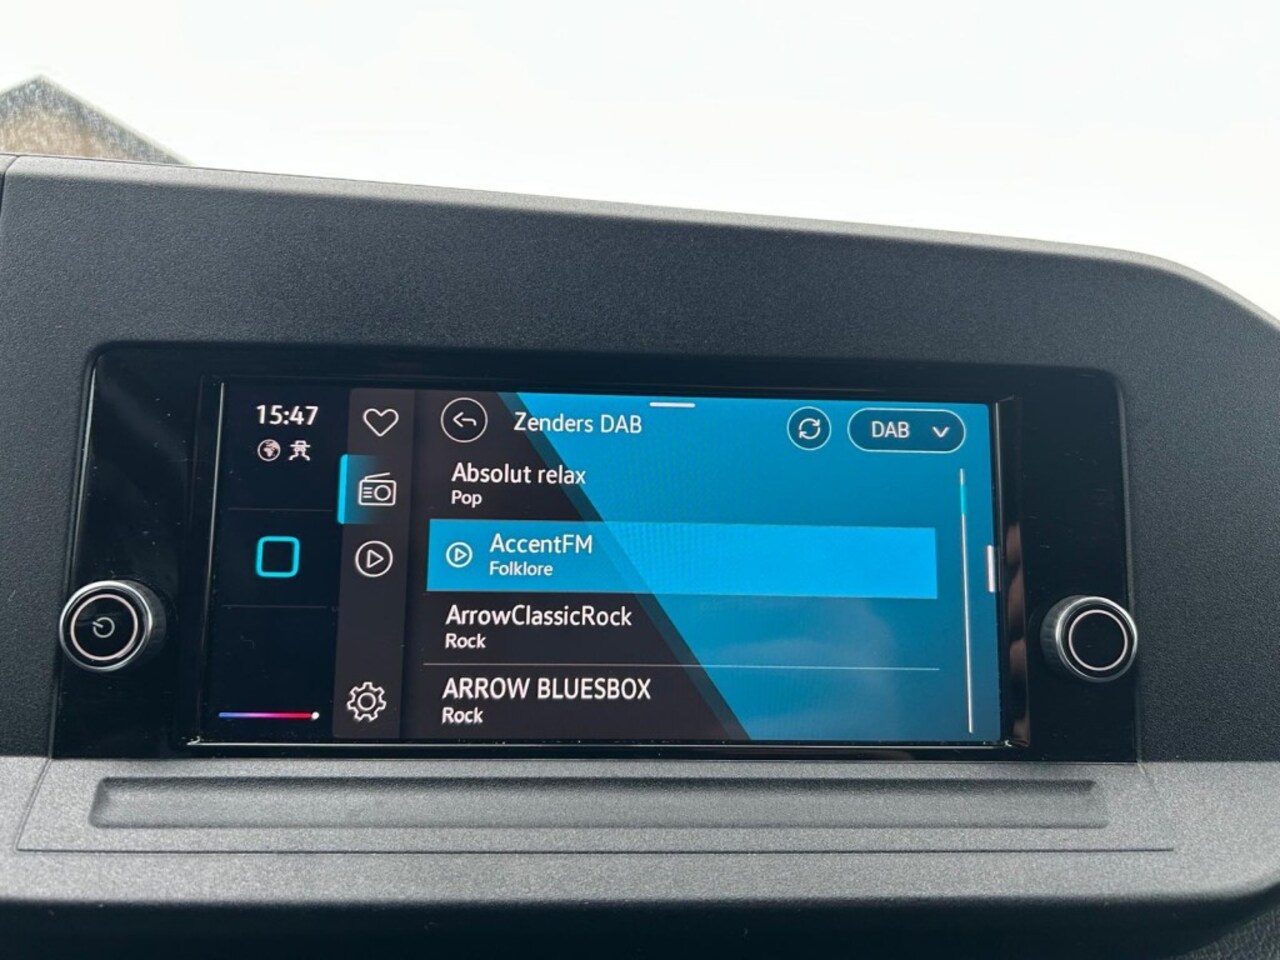 15:47
Zenders DAB
DAB
Absolut relax
Pop
AccentFM
Folklore
ArrowClassicRock
Rock
ARROW BLUESBOX
Rock